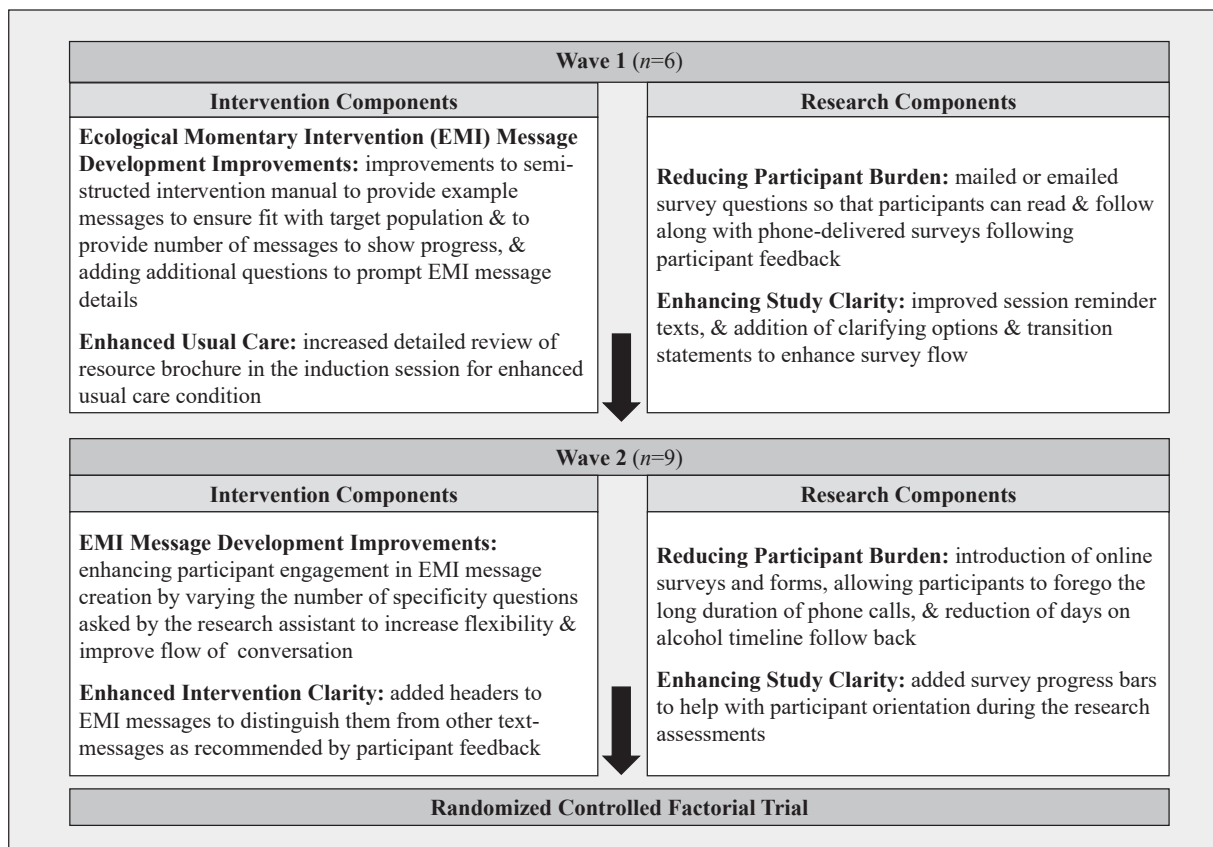 Wave 1 (n=6)
Intervention Components
Ecological Momentary Intervention (EMI) Message
Development Improvements: improvements to semi-
structed intervention manual to provide example
messages to ensure fit with target population & to
provide number of messages to show progress, &
adding additional questions to prompt EMI message
details
Enhanced Usual Care: increased detailed review of
resource brochure in the induction session for enhanced
usual care condition
Research Components
Reducing Participant Burden: mailed or emailed
survey questions so that participants can read & follow
along with phone-delivered surveys following
participant feedback
Enhancing Study Clarity: improved session reminder
texts, & addition of clarifying options & transition
statements to enhance survey flow
Wave 2 (n=9)
Intervention Components
EMI Message Development Improvements:
enhancing participant engagement in EMI message
creation by varying the number of specificity questions
asked by the research assistant to increase flexibility &
improve flow of conversation
Enhanced Intervention Clarity: added headers to
EMI messages to distinguish them from other text-
messages as recommended by participant feedback
Research Components
Reducing Participant Burden: introduction of online
surveys and forms, allowing participants to forego the
long duration of phone calls, & reduction of days on
alcohol timeline follow back
Enhancing Study Clarity: added survey progress bars
to help with participant orientation during the research
assessments
Randomized Controlled Factorial Trial